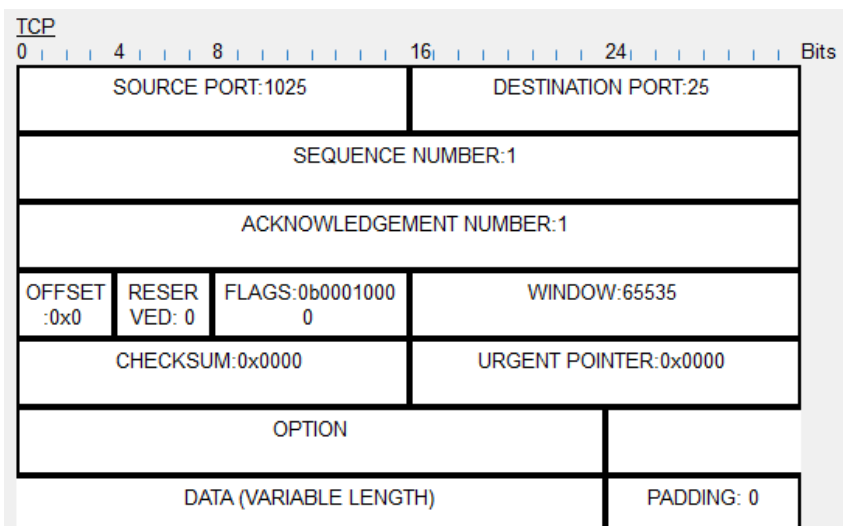 TCP
0 4 8 16 24 Bits
SOURCE PORT:1025 DESTINATION PORT:25
SEQUENCE NUMBER:1
ACKNOWLEDGEMENT NUMBER:1
OFFSET RESER FLAGS:0b0001000 WINDOW:65535
:0x0 VED: 0 0
CHECKSUM:0x0000 URGENT POINTER:0x0000
OPTION
DATA (VARIABLE LENGTH) PADDING: 0